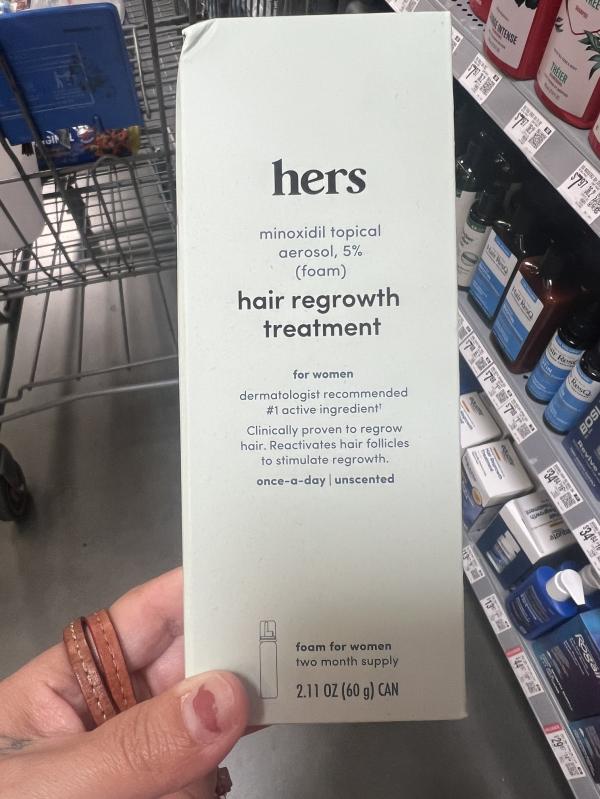 hers
minoxidil topical
aerosol, 5%
(foam)
hair regrowth
treatment
for women
dermatologist recommended
#1 active ingredient†
Clinically proven to regrow
hair. Reactivates hair follicles
to stimulate regrowth.
once-a-day | unscented
foam for women
two month supply
2.11 OZ (60 g) CAN